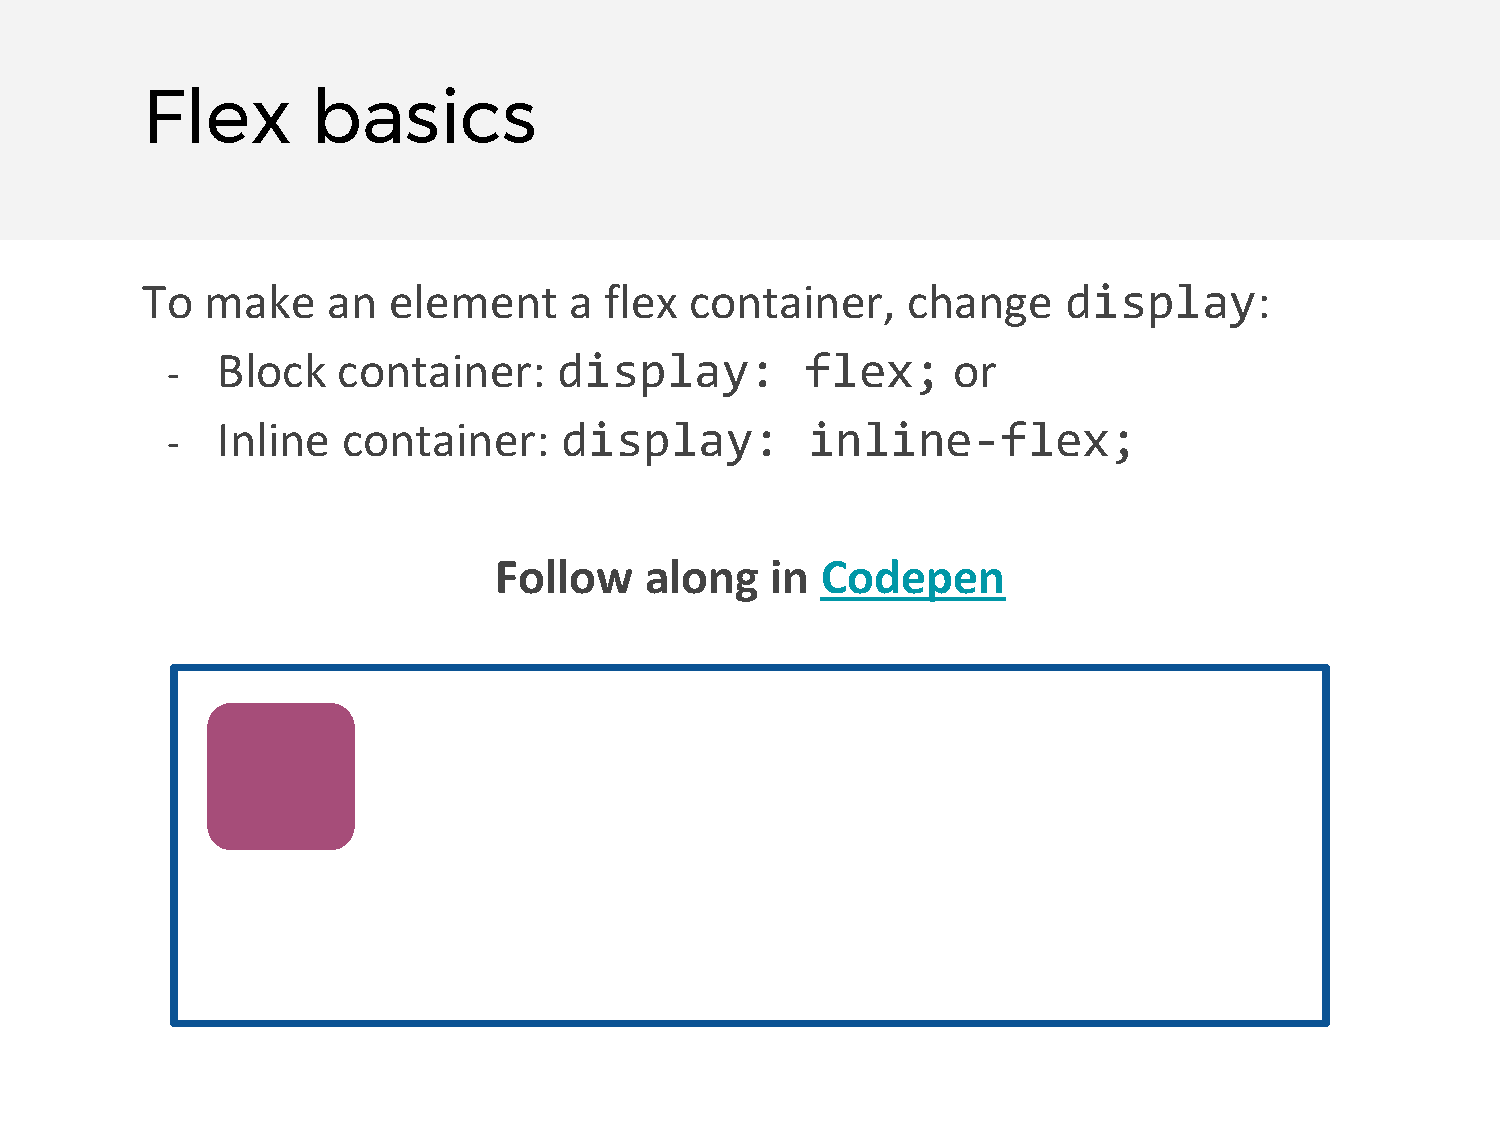 Flex basics
To make an element a flex container, change display:
- Block container: display: flex; or
- Inline container: display: inline-flex;
Follow along in Codepen